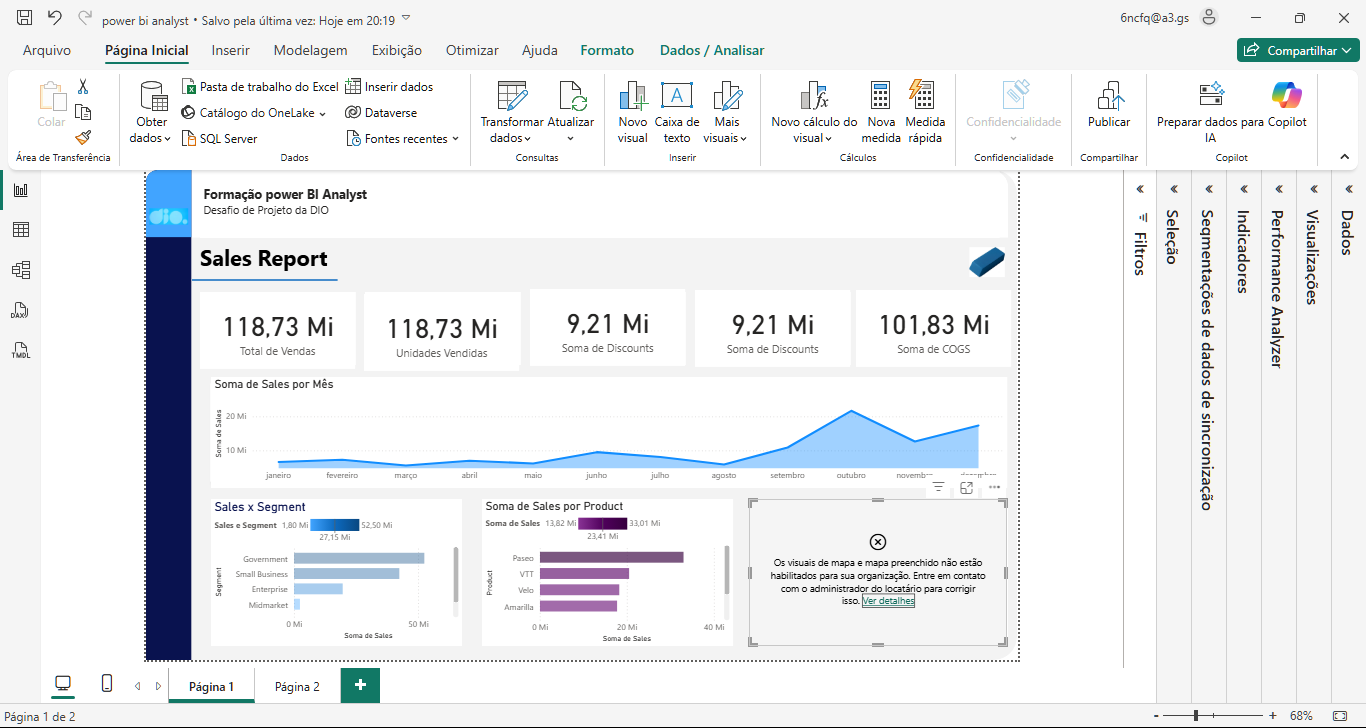 power bi analyst • Salvo pela última vez: Hoje em 20:19
6ncfq@a3.gs
Arquivo
Página Inicial
Inserir
Modelagem
Exibição
Otimizar
Ajuda
Formato
Dados / Analisar
Compartilhar
Colar
Área de Transferência
Obter dados
Pasta de trabalho do Excel
Catálogo do OneLake
SQL Server
Inserir dados
Dataverse
Fontes recentes
Dados
Transformar dados
Atualizar
Consultas
Novo visual
Caixa de texto
Mais visuais
Inserir
Novo cálculo do visual
Nova medida
Medida rápida
Cálculos
Confidencialidade
Confidencialidade
Publicar
Compartilhar
Preparar dados para IA
Copilot
Copilot
DAX
TMDL
dio.
Formação power BI Analyst
Desafio de Projeto da DIO
Sales Report
118,73 Mi
Total de Vendas
118,73 Mi
Unidades Vendidas
9,21 Mi
Soma de Discounts
9,21 Mi
Soma de Discounts
101,83 Mi
Soma de COGS
Soma de Sales por Mês
Soma de Sales
20 Mi
10 Mi
janeiro fevereiro março abril maio junho julho agosto setembro outubro
Sales x Segment
Sales e Segment 1,80 Mi 52,50 Mi
27,15 Mi
Segment
Government
Small Business
Enterprise
Midmarket
0 Mi 50 Mi
Soma de Sales
Soma de Sales por Product
Soma de Sales 13,82 Mi 33,01 Mi
23,41 Mi
Product
Paseo
VTT
Velo
Amarilla
0 Mi 20 Mi 40 Mi
Soma de Sales
Os visuais de mapa e mapa preenchido não estão
habilitados para sua organização. Entre em contato
com o administrador do locatário para corrigir
isso. Ver detalhes
Filtros
Seleção
Segmentações de dados de sincronização
Indicadores
Performance Analyzer
Visualizações
Dados
Página 1
Página 2
+
Página 1 de 2
- + 68%